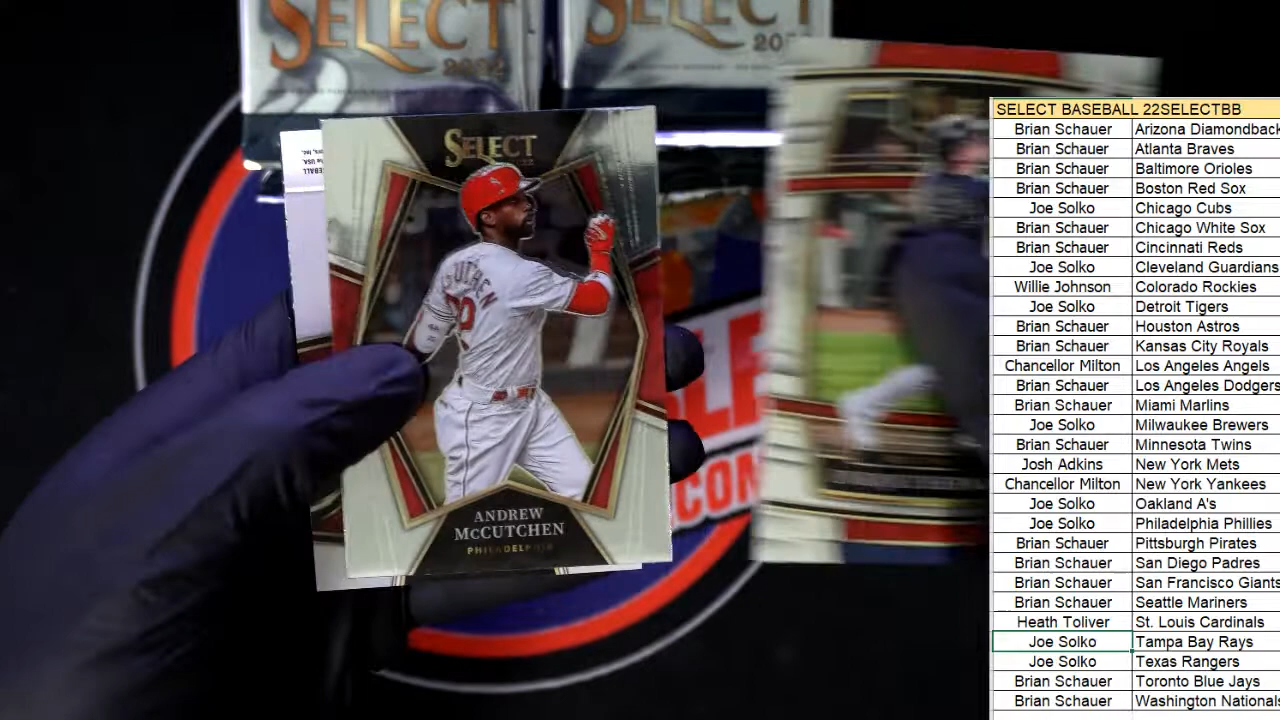 SELECT
2022
SELECT
20
SELECT
ANDREW
McCUTCHEN
PHILADELPHIA
SELECT BASEBALL 22SELECTBB
Brian Schauer Arizona Diamondback
Brian Schauer Atlanta Braves
Brian Schauer Baltimore Orioles
Brian Schauer Boston Red Sox
Joe Solko Chicago Cubs
Brian Schauer Chicago White Sox
Brian Schauer Cincinnati Reds
Joe Solko Cleveland Guardians
Willie Johnson Colorado Rockies
Joe Solko Detroit Tigers
Brian Schauer Houston Astros
Brian Schauer Kansas City Royals
Chancellor Milton Los Angeles Angels
Brian Schauer Los Angeles Dodgers
Brian Schauer Miami Marlins
Joe Solko Milwaukee Brewers
Brian Schauer Minnesota Twins
Josh Adkins New York Mets
Chancellor Milton New York Yankees
Joe Solko Oakland A's
Joe Solko Philadelphia Phillies
Brian Schauer Pittsburgh Pirates
Brian Schauer San Diego Padres
Brian Schauer San Francisco Giants
Brian Schauer Seattle Mariners
Heath Toliver St. Louis Cardinals
Joe Solko Tampa Bay Rays
Joe Solko Texas Rangers
Brian Schauer Toronto Blue Jays
Brian Schauer Washington Nationals